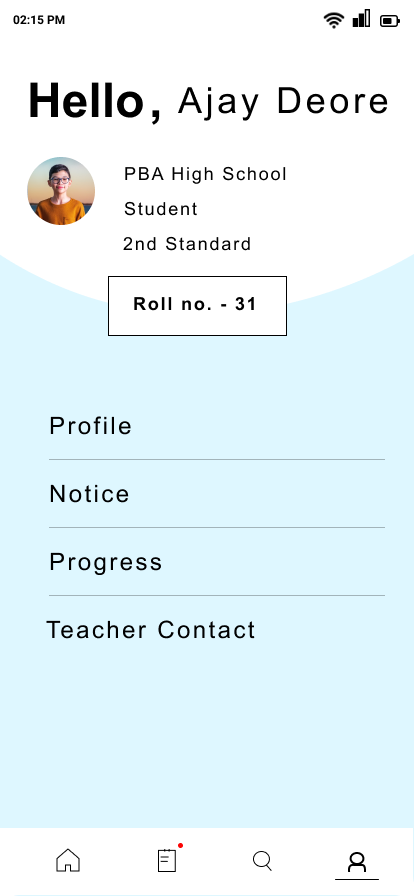 02:15 PM
Hello, Ajay Deore
PBA High School
Student
2nd Standard
Roll no. - 31
Profile
Notice
Progress
Teacher Contact